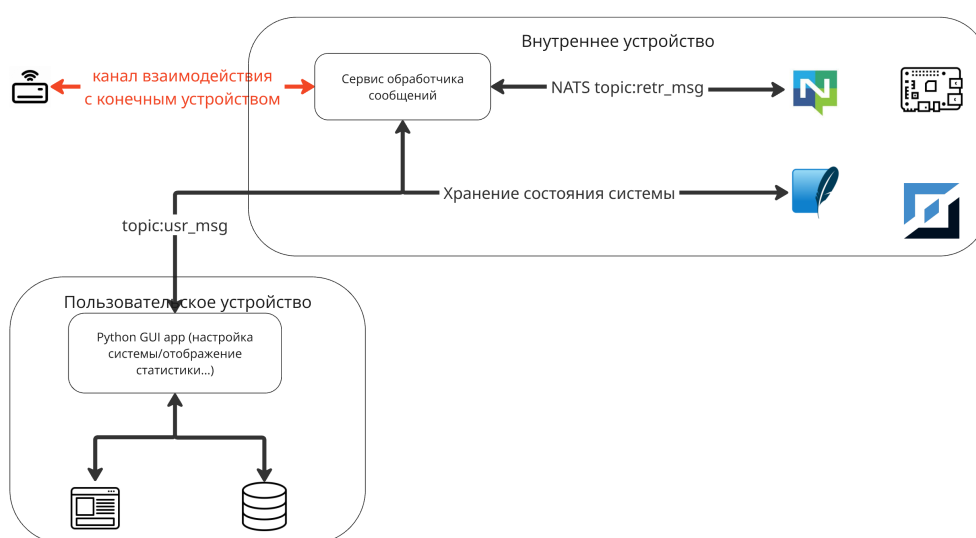 Внутреннее устройство
канал взаимодействия
с конечным устройством
Сервис обработчика
сообщений
NATS topic:retr_msg
Хранение состояния системы
topic:usr_msg
Пользовательское устройство
Python GUI app (настройка
системы/отображение
статистики...)